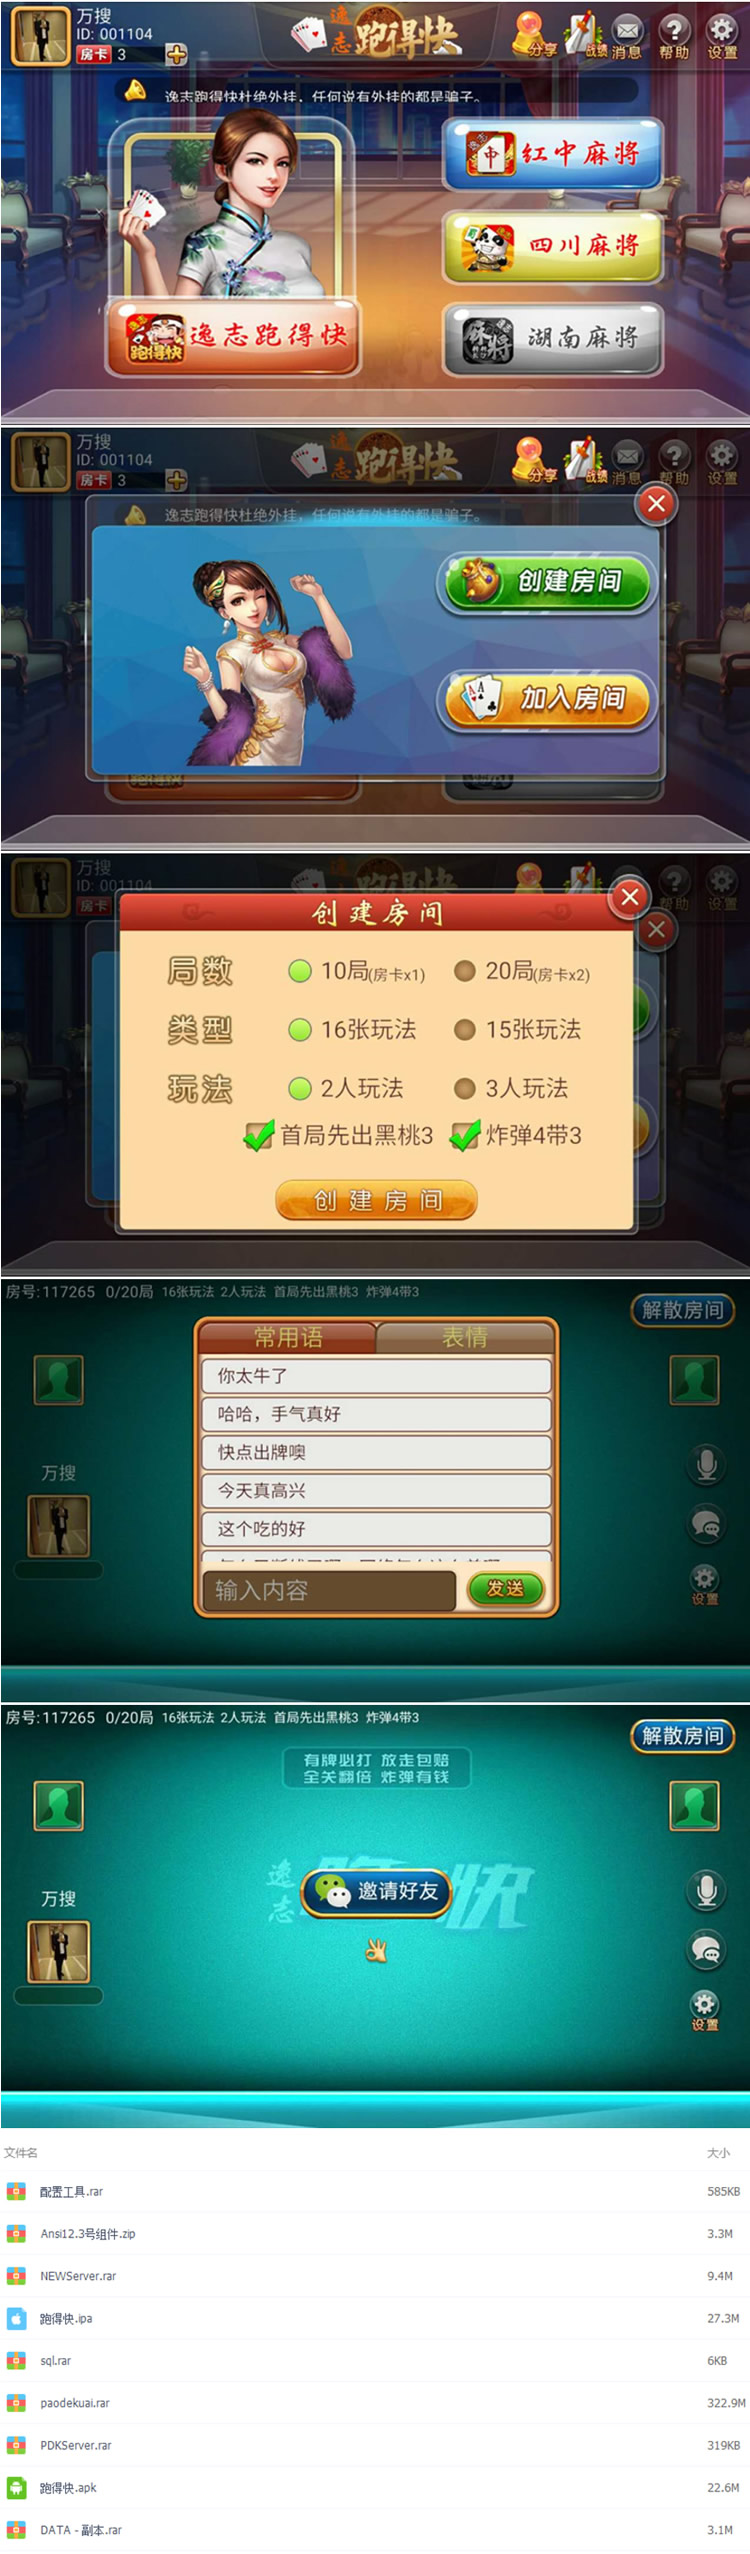 万搜
ID: 001104
房卡 3
逸志 跑得快
分享 战绩 消息 帮助 设置
逸志跑得快杜绝外挂，任何说有外挂的都是骗子。
红中麻将
四川麻将
跑得快 逸志跑得快
湖南麻将
万搜
ID: 001104
房卡 3
逸志 跑得快
分享 战绩 消息 帮助 设置
逸志跑得快杜绝外挂，任何说有外挂的都是骗子。
创建房间
加入房间
万搜
ID: 001104
房卡
帮助 设置
创建房间
局数 10局(房卡x1) 20局(房卡x2)
类型 16张玩法 15张玩法
玩法 2人玩法 3人玩法
首局先出黑桃3 炸弹4带3
创建房间
房号:117265 0/20局 16张玩法 2人玩法 首局先出黑桃3 炸弹4带3
解散房间
常用语 表情
你太牛了
哈哈，手气真好
快点出牌噢
万搜
今天真高兴
这个吃的好
输入内容 发送
设置
房号:117265 0/20局 16张玩法 2人玩法 首局先出黑桃3 炸弹4带3
解散房间
有牌必打 放走包赔
全关翻倍 炸弹有钱
逸志 快
邀请好友
万搜
设置
文件名 大小
配置工具.rar 585KB
Ansi12.3号组件.zip 3.3M
NEWServer.rar 9.4M
跑得快.ipa 27.3M
sql.rar 6KB
paodekuai.rar 322.9M
PDKServer.rar 319KB
跑得快.apk 22.6M
DATA - 副本.rar 3.1M